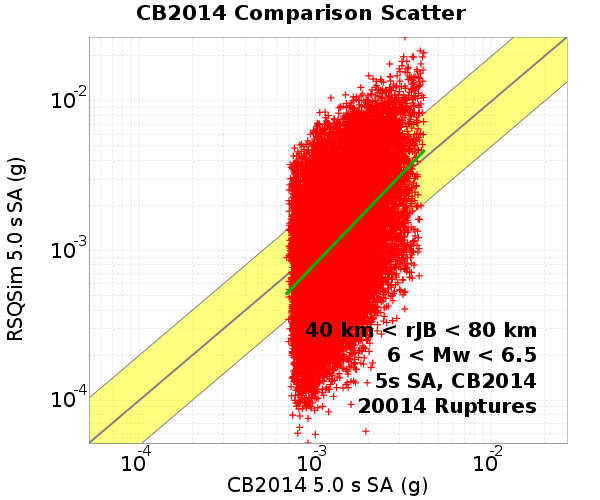 CB2014 Comparison Scatter
RSQSim 5.0 s SA (g)
10-2
10-3
10-4
40 km < rJB < 80 km
6 < Mw < 6.5
5s SA, CB2014
20014 Ruptures
10-4 10-3 10-2
CB2014 5.0 s SA (g)